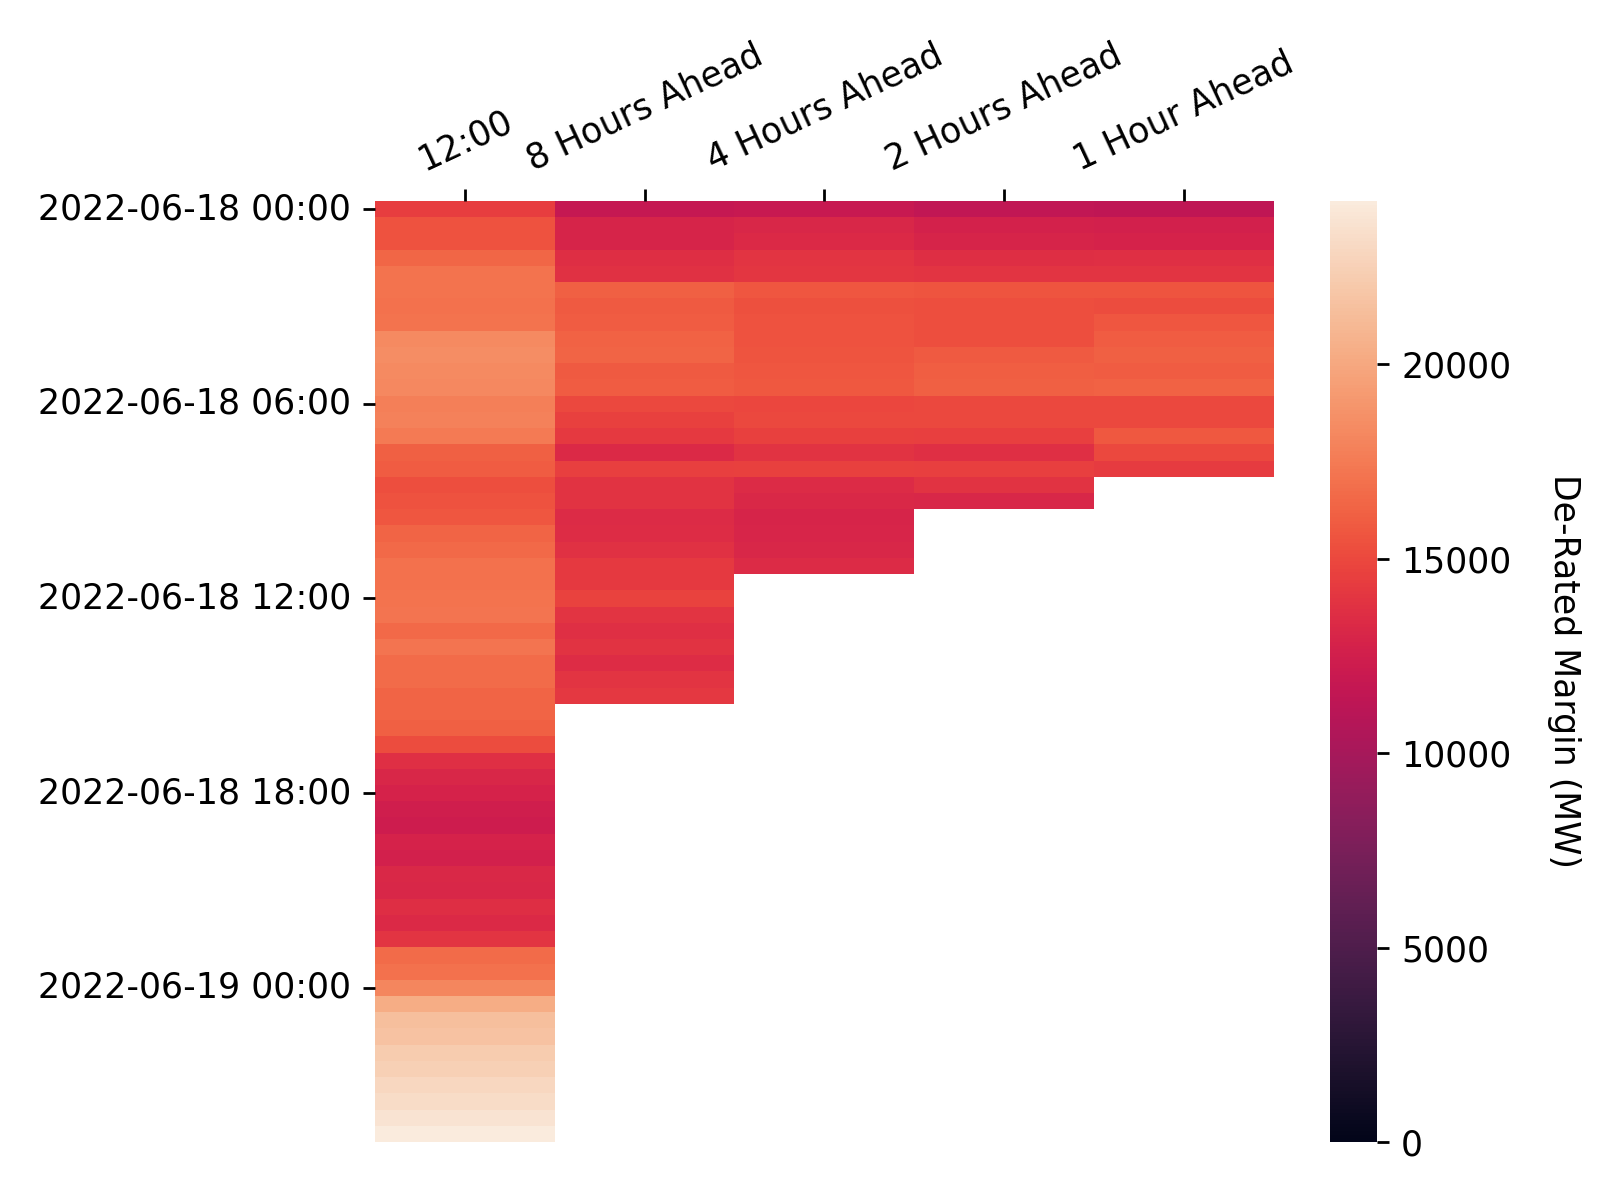 12:00
8 Hours Ahead
4 Hours Ahead
2 Hours Ahead
1 Hour Ahead
2022-06-18 00:00
2022-06-18 06:00
2022-06-18 12:00
2022-06-18 18:00
2022-06-19 00:00
20000
15000
10000
5000
0
De-Rated Margin (MW)